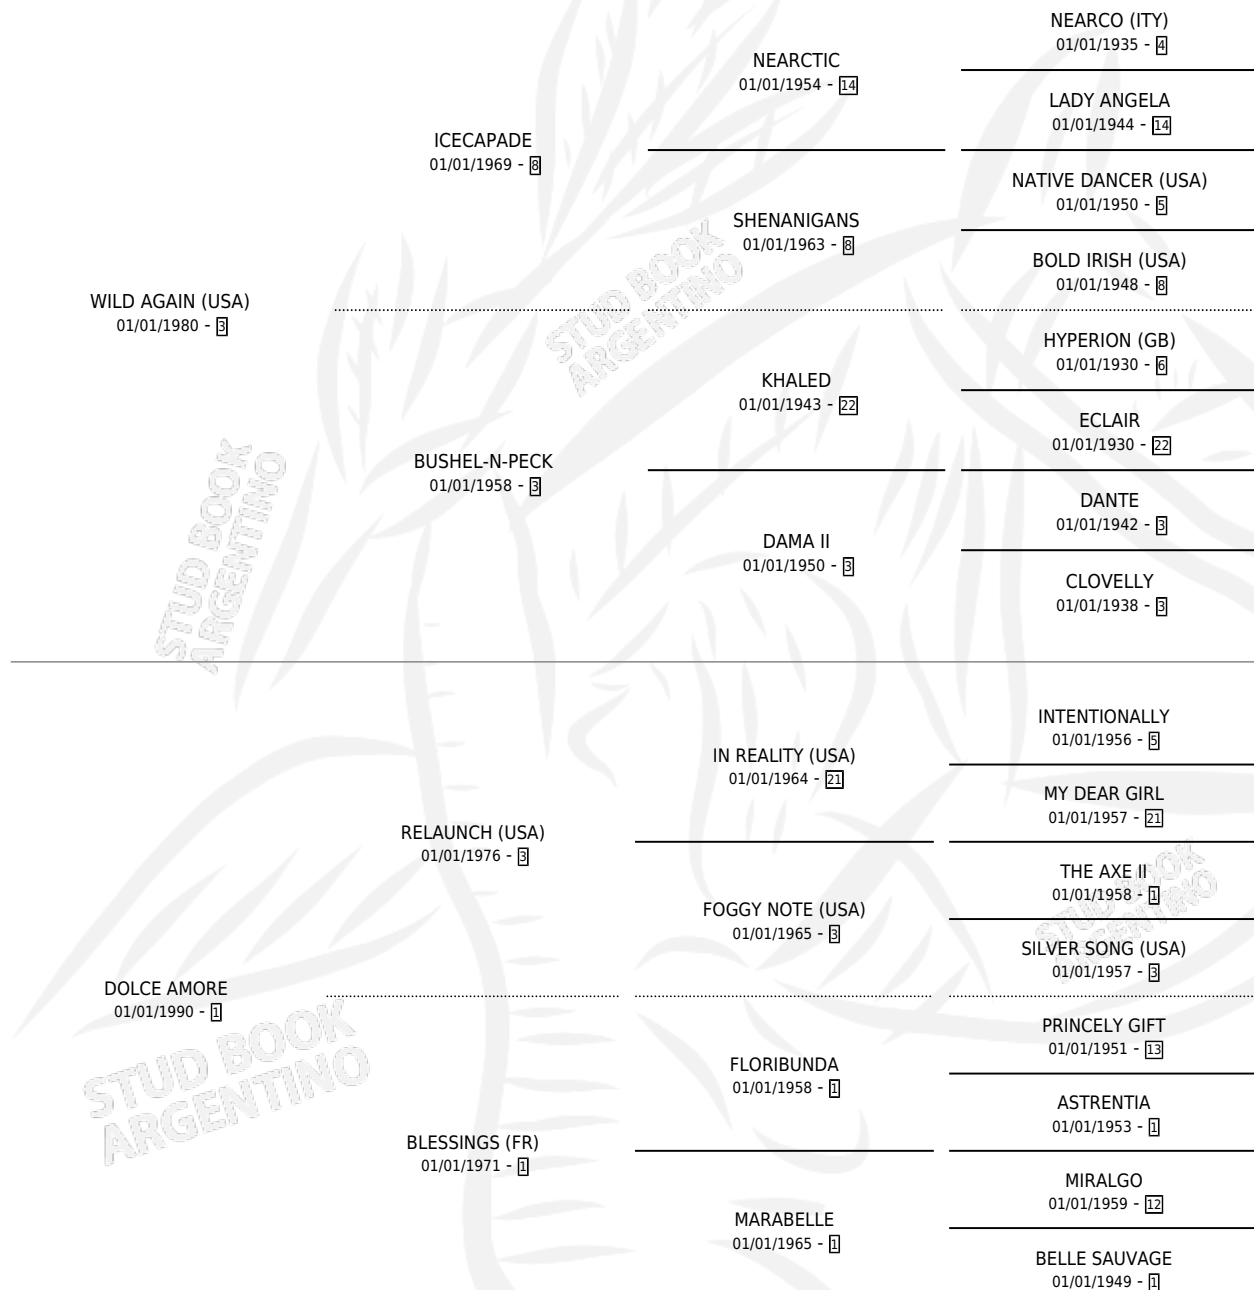 NEARCO (ITY)
01/01/1935 - 4
NEARCTIC
01/01/1954 - 14
LADY ANGELA
01/01/1944 - 14
ICECAPADE
01/01/1969 - 8
NATIVE DANCER (USA)
01/01/1950 - 5
SHENANIGANS
01/01/1963 - 8
BOLD IRISH (USA)
01/01/1948 - 8
WILD AGAIN (USA)
01/01/1980 - 3
HYPERION (GB)
01/01/1930 - 6
KHALED
01/01/1943 - 22
ECLAIR
01/01/1930 - 22
BUSHEL-N-PECK
01/01/1958 - 3
DANTE
01/01/1942 - 3
DAMA II
01/01/1950 - 3
CLOVELLY
01/01/1938 - 3
INTENTIONALLY
01/01/1956 - 5
IN REALITY (USA)
01/01/1964 - 21
MY DEAR GIRL
01/01/1957 - 21
RELAUNCH (USA)
01/01/1976 - 3
THE AXE II
01/01/1958 - 1
FOGGY NOTE (USA)
01/01/1965 - 3
SILVER SONG (USA)
01/01/1957 - 3
DOLCE AMORE
01/01/1990 - 1
PRINCELY GIFT
01/01/1951 - 13
FLORIBUNDA
01/01/1958 - 1
ASTRENTIA
01/01/1953 - 1
BLESSINGS (FR)
01/01/1971 - 1
MIRALGO
01/01/1959 - 12
MARABELLE
01/01/1965 - 1
BELLE SAUVAGE
01/01/1949 - 1
STUD BOOK
ARGENTINO
STUD BOOK
ARGENTINO
STUD BOOK
ARGENTINO
STUD BOOK
ARGENTINO